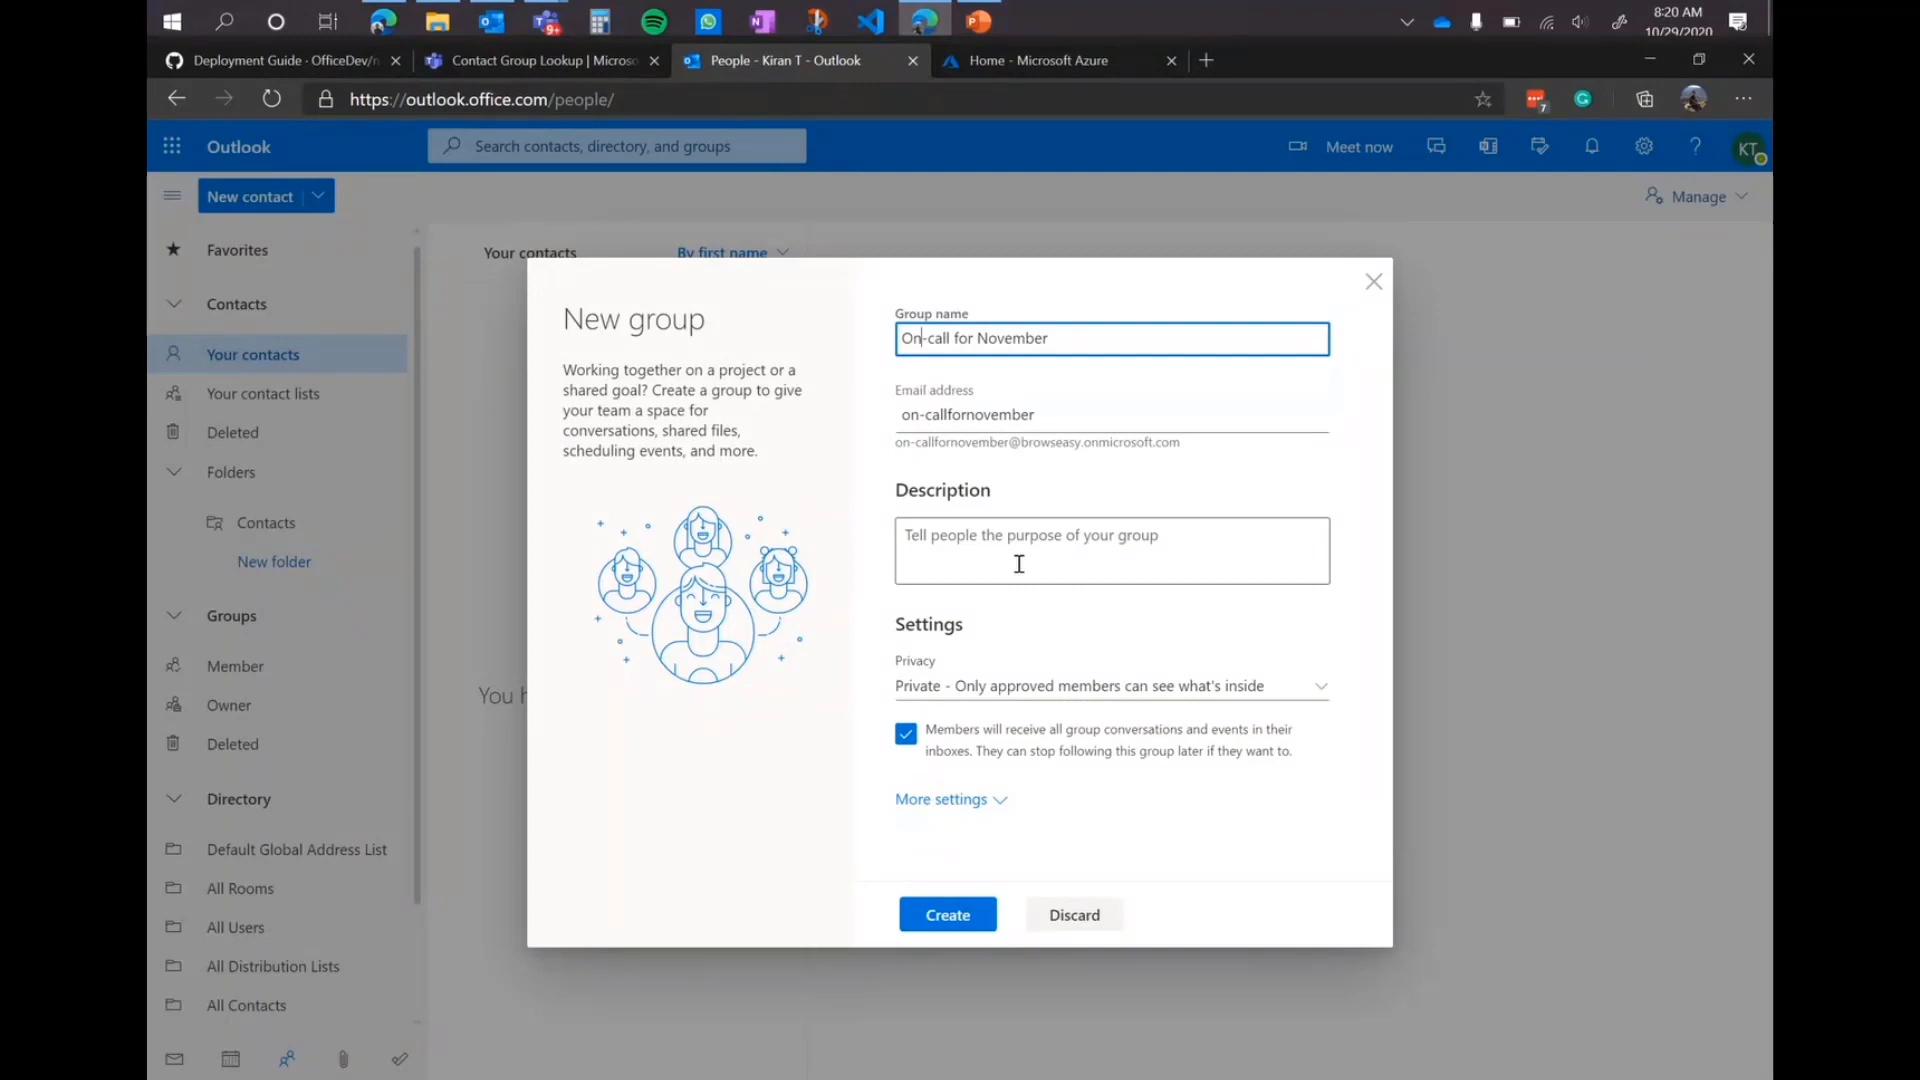 8:20 AM
10/29/2020
9+
Deployment Guide · OfficeDev/n
Contact Group Lookup | Microso
People - Kiran T - Outlook
Home - Microsoft Azure
https://outlook.office.com/people/
7
Outlook
Search contacts, directory, and groups
Meet now
KT
New contact
Manage
Favorites
Contacts
Your contacts
Your contact lists
Deleted
Folders
Contacts
New folder
Groups
Member
Owner
Deleted
Directory
Default Global Address List
All Rooms
All Users
All Distribution Lists
All Contacts
Your contacts
By first name
You h
New group
Working together on a project or a
shared goal? Create a group to give
your team a space for
conversations, shared files,
scheduling events, and more.
Group name
On-call for November
Email address
on-callfornovember
on-callfornovember@browseasy.onmicrosoft.com
Description
Tell people the purpose of your group
Settings
Privacy
Private - Only approved members can see what's inside
Members will receive all group conversations and events in their
inboxes. They can stop following this group later if they want to.
More settings
Create
Discard